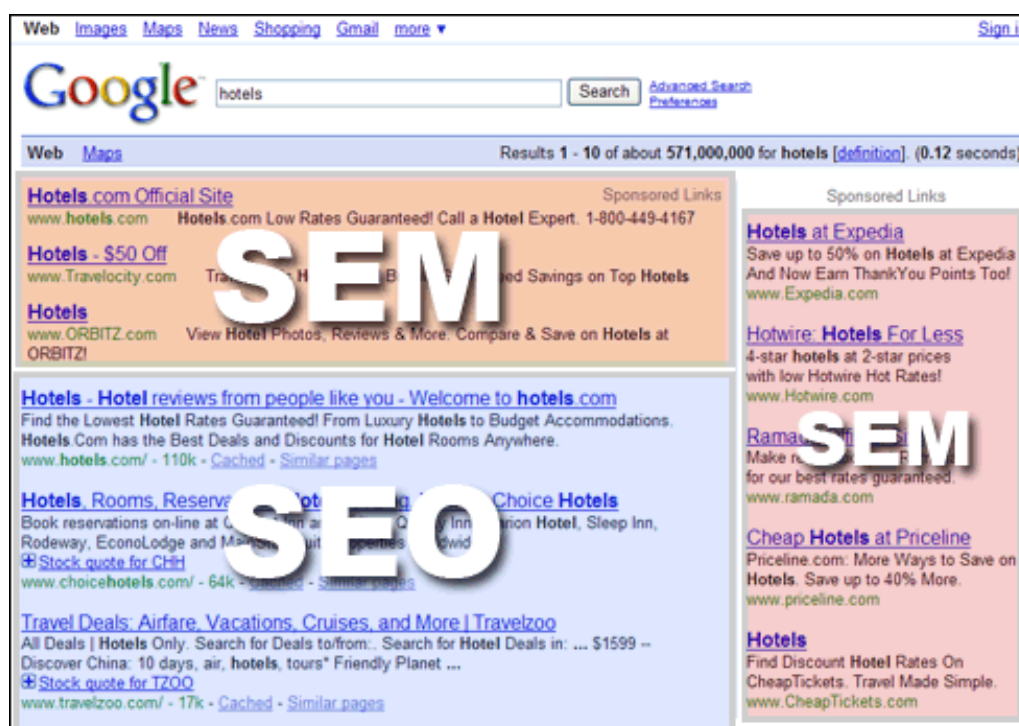 Web Images Maps News Shopping Gmail more ▼ Sign i
Google™ hotels Search Advanced Search
Preferences
Web Maps Results 1 - 10 of about 571,000,000 for hotels [definition]. (0.12 seconds)
Hotels.com Official Site Sponsored Links
www.hotels.com Hotels.com Low Rates Guaranteed! Call a Hotel Expert. 1-800-449-4167
Hotels - $50 Off
www.Travelocity.com Savings on Top Hotels
Hotels
www.ORBITZ.com View Hotel Photos, Reviews & More. Compare & Save on Hotels at
ORBITZ!
SEM
Hotels - Hotel reviews from people like you - Welcome to hotels.com
Find the Lowest Hotel Rates Guaranteed! From Luxury Hotels to Budget Accommodations.
Hotels.Com has the Best Deals and Discounts for Hotel Rooms Anywhere.
www.hotels.com/ - 110k - Cached - Similar pages
Hotels, Rooms, Choice Hotels
Book reservations on-line at Inn Hotel, Sleep Inn,
Rodeway, EconoLodge and
Stock quote for CHH
www.choicehotels.com/ - 64k - Cached - Similar pages
SEO
Travel Deals: Airfare, Vacations, Cruises, and More | Travelzoo
All Deals | Hotels Only. Search for Deals to/from:. Search for Hotel Deals in: ... $1599 --
Discover China: 10 days, air, hotels, tours* Friendly Planet ...
Stock quote for TZOO
www.travelzoo.com/ - 17k - Cached - Similar pages
Sponsored Links
Hotels at Expedia
Save up to 50% on Hotels at Expedia
And Now Earn ThankYou Points Too!
www.Expedia.com
Hotwire: Hotels For Less
4-star hotels at 2-star prices
with low Hotwire Hot Rates!
www.Hotwire.com
SEM
Make
for our best rates guaranteed.
www.ramada.com
Cheap Hotels at Priceline
Priceline.com: More Ways to Save on
Hotels. Save up to 40% More.
www.priceline.com
Hotels
Find Discount Hotel Rates On
CheapTickets. Travel Made Simple.
www.CheapTickets.com